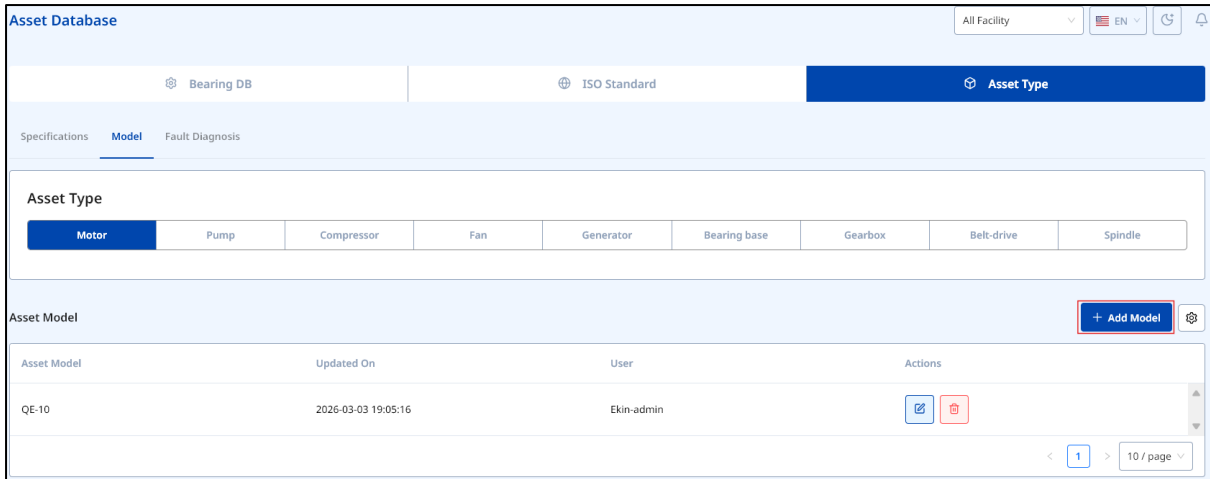 Asset Database
All Facility
EN
Bearing DB
ISO Standard
Asset Type
Specifications
Model
Fault Diagnosis
Asset Type
Motor
Pump
Compressor
Fan
Generator
Bearing base
Gearbox
Belt-drive
Spindle
Asset Model
+ Add Model
Asset Model
Updated On
User
Actions
QE-10
2026-03-03 19:05:16
Ekin-admin
< 1 >
10 / page